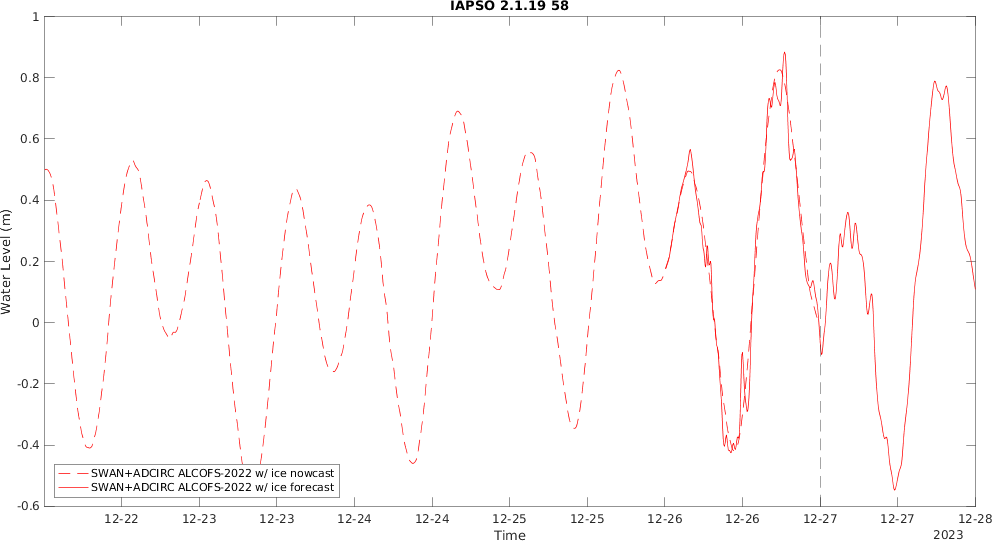 IAPSO 2.1.19 58
1
0.8
0.6
0.4
0.2
0
-0.2
-0.4
-0.6
Water Level (m)
SWAN+ADCIRC ALCOFS-2022 w/ ice nowcast
SWAN+ADCIRC ALCOFS-2022 w/ ice forecast
12-22 12-23 12-23 12-24 12-24 12-25 12-25 12-26 12-26 12-27 12-27 12-28
Time
2023